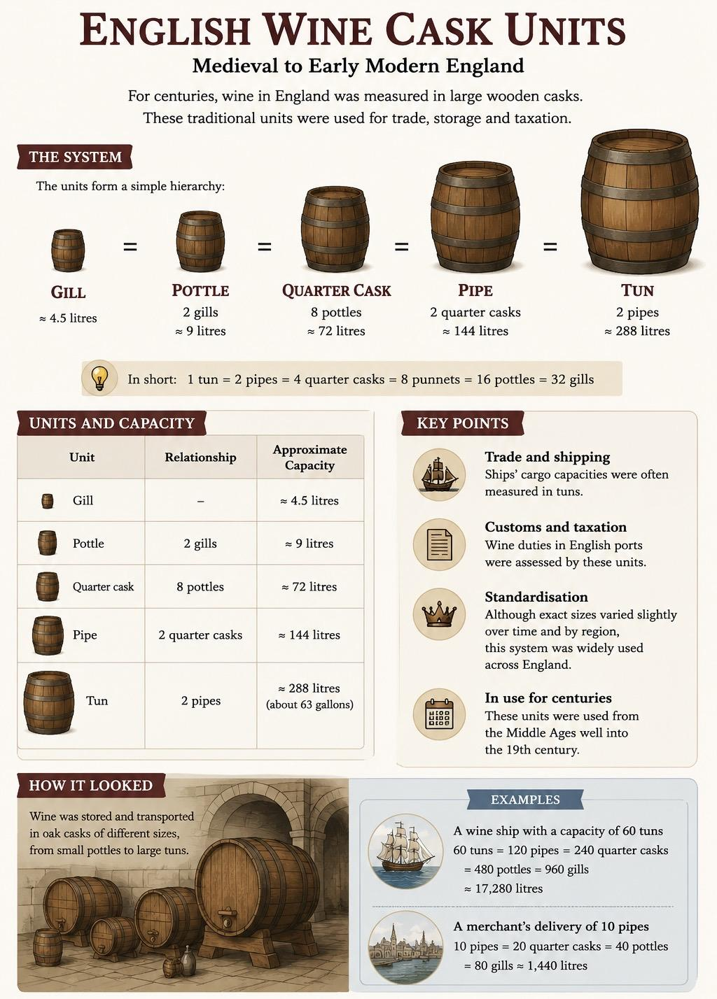 ENGLISH WINE CASK UNITS
Medieval to Early Modern England
For centuries, wine in England was measured in large wooden casks.
These traditional units were used for trade, storage and taxation.
THE SYSTEM
The units form a simple hierarchy:
= = = =
GILL
≈ 4.5 litres
POTTLE
2 gills
≈ 9 litres
QUARTER CASK
8 pottles
≈ 72 litres
PIPE
2 quarter casks
≈ 144 litres
TUN
2 pipes
≈ 288 litres
In short: 1 tun = 2 pipes = 4 quarter casks = 8 punnets = 16 pottles = 32 gills
UNITS AND CAPACITY
Unit Relationship Approximate
Capacity
Gill – ≈ 4.5 litres
Pottle 2 gills ≈ 9 litres
Quarter cask 8 pottles ≈ 72 litres
Pipe 2 quarter casks ≈ 144 litres
Tun 2 pipes ≈ 288 litres
(about 63 gallons)
KEY POINTS
Trade and shipping
Ships' cargo capacities were often
measured in tuns.
Customs and taxation
Wine duties in English ports
were assessed by these units.
Standardisation
Although exact sizes varied slightly
over time and by region,
this system was widely used
across England.
In use for centuries
These units were used from
the Middle Ages well into
the 19th century.
HOW IT LOOKED
Wine was stored and transported
in oak casks of different sizes,
from small pottles to large tuns.
EXAMPLES
A wine ship with a capacity of 60 tuns
60 tuns = 120 pipes = 240 quarter casks
= 480 pottles = 960 gills
≈ 17,280 litres
A merchant's delivery of 10 pipes
10 pipes = 20 quarter casks = 40 pottles
= 80 gills ≈ 1,440 litres